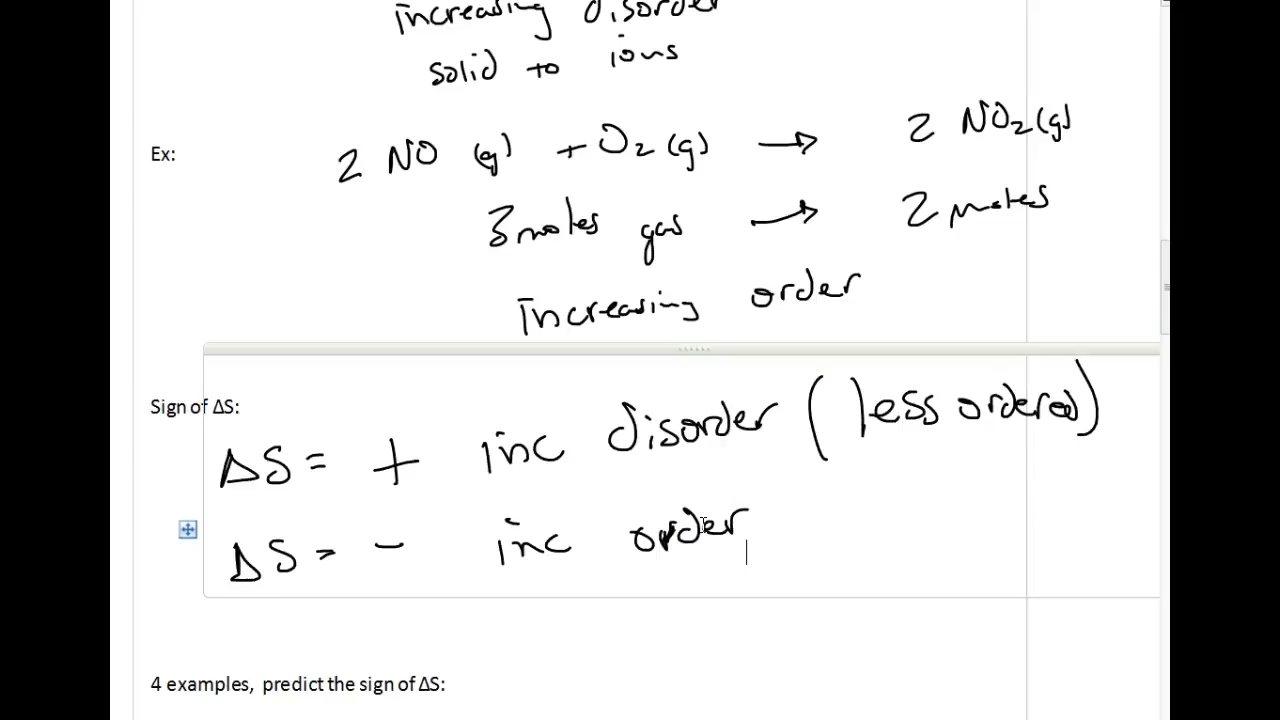 increasing disorder
solid to ions
Ex: 2 NO (g) + O₂ (g) → 2 NO₂ (g)
3 moles gas → 2 moles
increasing order
Sign of ΔS:
ΔS = + inc disorder (less ordered)
ΔS = - inc order
4 examples, predict the sign of ΔS: